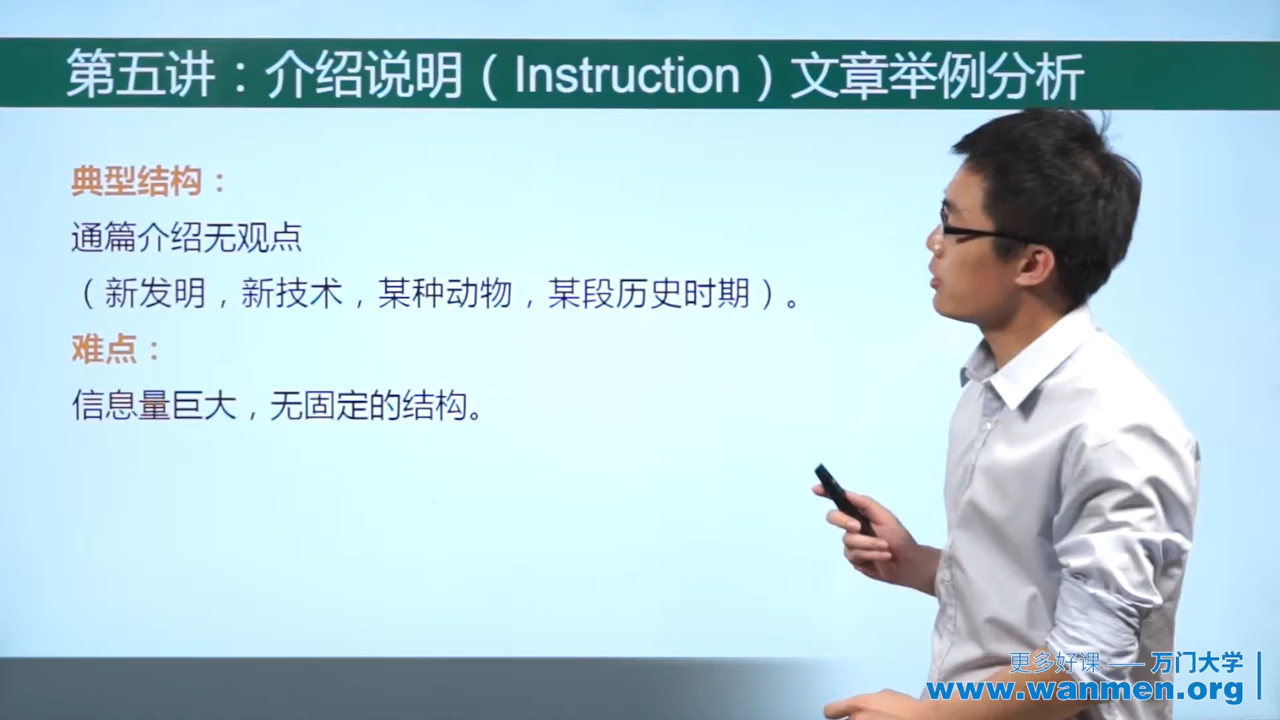 第五讲：介绍说明（Instruction）文章举例分析
典型结构：
通篇介绍无观点
（新发明，新技术，某种动物，某段历史时期）。
难点：
信息量巨大，无固定的结构。
更多好课 —— 万门大学
www.wanmen.org